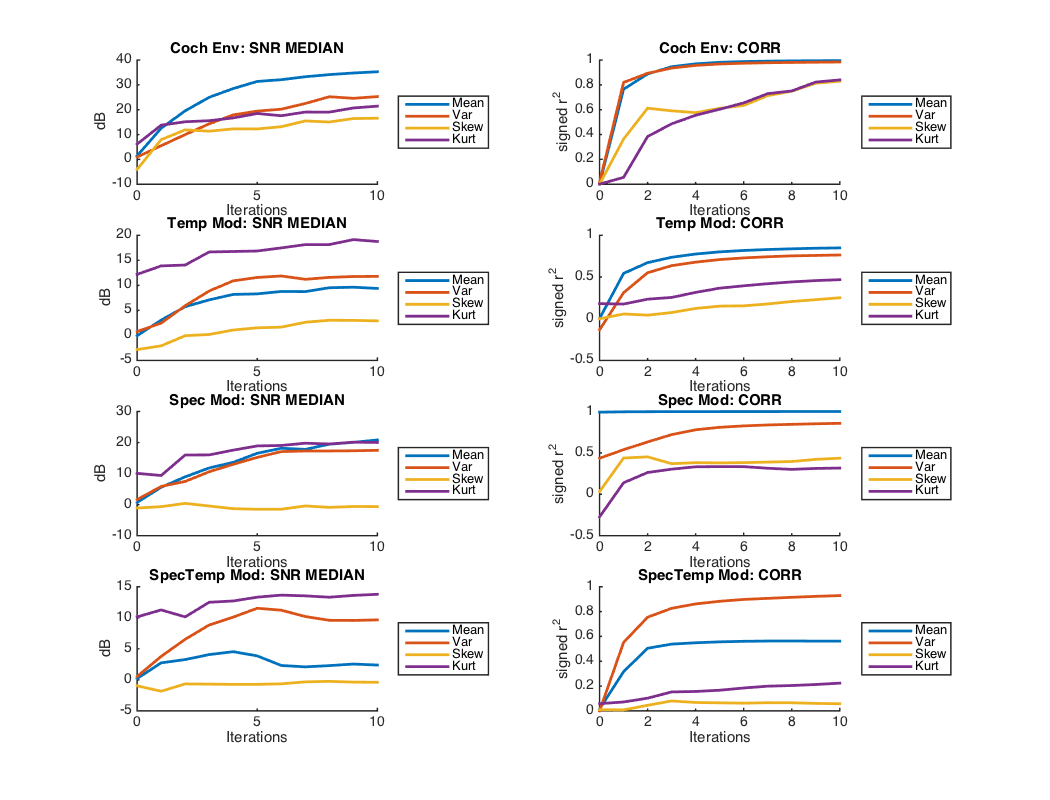 Coch Env: SNR MEDIAN
dB
40
30
20
10
0
-10
0 5 10
Iterations
Mean
Var
Skew
Kurt
Coch Env: CORR
signed r²
1
0.8
0.6
0.4
0.2
0
0 2 4 6 8 10
Iterations
Mean
Var
Skew
Kurt
Temp Mod: SNR MEDIAN
dB
20
15
10
5
0
-5
0 5 10
Iterations
Mean
Var
Skew
Kurt
Temp Mod: CORR
signed r²
1
0.5
0
-0.5
0 2 4 6 8 10
Iterations
Mean
Var
Skew
Kurt
Spec Mod: SNR MEDIAN
dB
30
20
10
0
-10
0 5 10
Iterations
Mean
Var
Skew
Kurt
Spec Mod: CORR
signed r²
1
0.5
0
-0.5
0 2 4 6 8 10
Iterations
Mean
Var
Skew
Kurt
SpecTemp Mod: SNR MEDIAN
dB
15
10
5
0
-5
0 5 10
Iterations
Mean
Var
Skew
Kurt
SpecTemp Mod: CORR
signed r²
1
0.8
0.6
0.4
0.2
0
0 2 4 6 8 10
Iterations
Mean
Var
Skew
Kurt